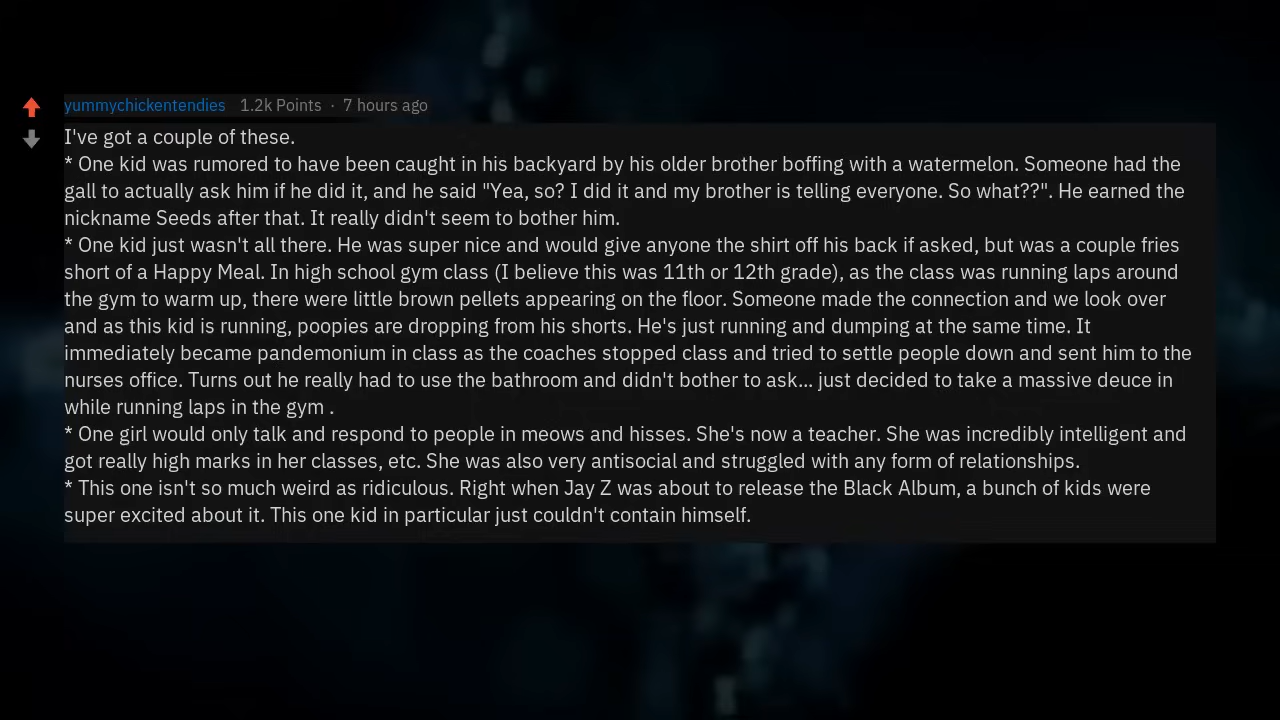 yummychickentendies 1.2k Points · 7 hours ago
I've got a couple of these.
* One kid was rumored to have been caught in his backyard by his older brother boffing with a watermelon. Someone had the
gall to actually ask him if he did it, and he said "Yea, so? I did it and my brother is telling everyone. So what??". He earned the
nickname Seeds after that. It really didn't seem to bother him.
* One kid just wasn't all there. He was super nice and would give anyone the shirt off his back if asked, but was a couple fries
short of a Happy Meal. In high school gym class (I believe this was 11th or 12th grade), as the class was running laps around
the gym to warm up, there were little brown pellets appearing on the floor. Someone made the connection and we look over
and as this kid is running, poopies are dropping from his shorts. He's just running and dumping at the same time. It
immediately became pandemonium in class as the coaches stopped class and tried to settle people down and sent him to the
nurses office. Turns out he really had to use the bathroom and didn't bother to ask... just decided to take a massive deuce in
while running laps in the gym .
* One girl would only talk and respond to people in meows and hisses. She's now a teacher. She was incredibly intelligent and
got really high marks in her classes, etc. She was also very antisocial and struggled with any form of relationships.
* This one isn't so much weird as ridiculous. Right when Jay Z was about to release the Black Album, a bunch of kids were
super excited about it. This one kid in particular just couldn't contain himself.